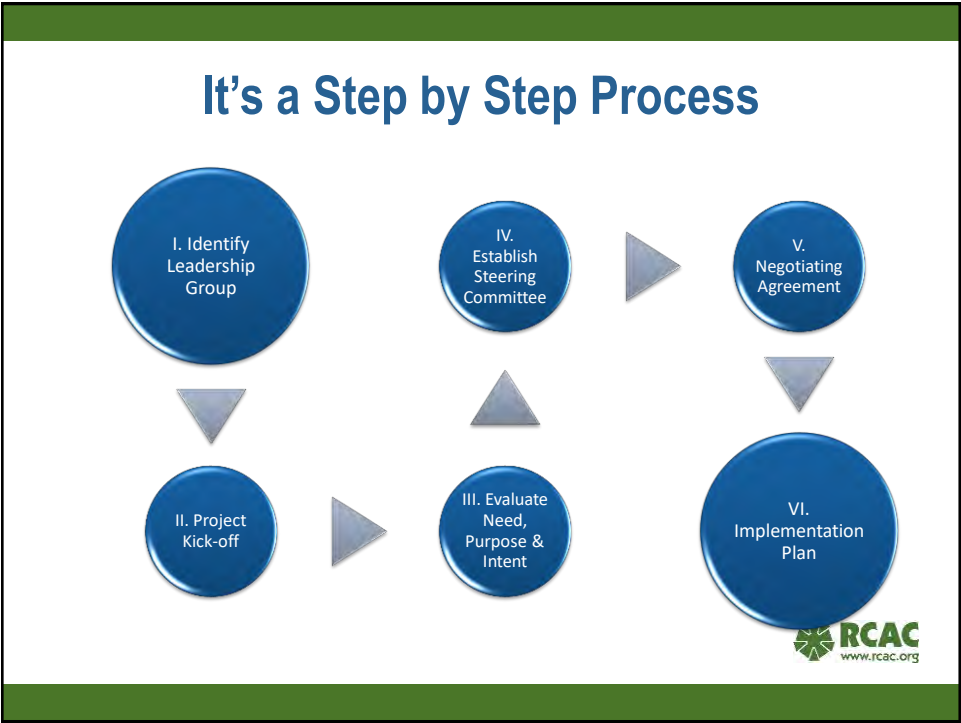 It’s a Step by Step Process
I. Identify
Leadership
Group
II. Project
Kick-off
III. Evaluate
Need,
Purpose &
Intent
IV.
Establish
Steering
Committee
V.
Negotiating
Agreement
VI.
Implementation
Plan
RCAC
www.rcac.org